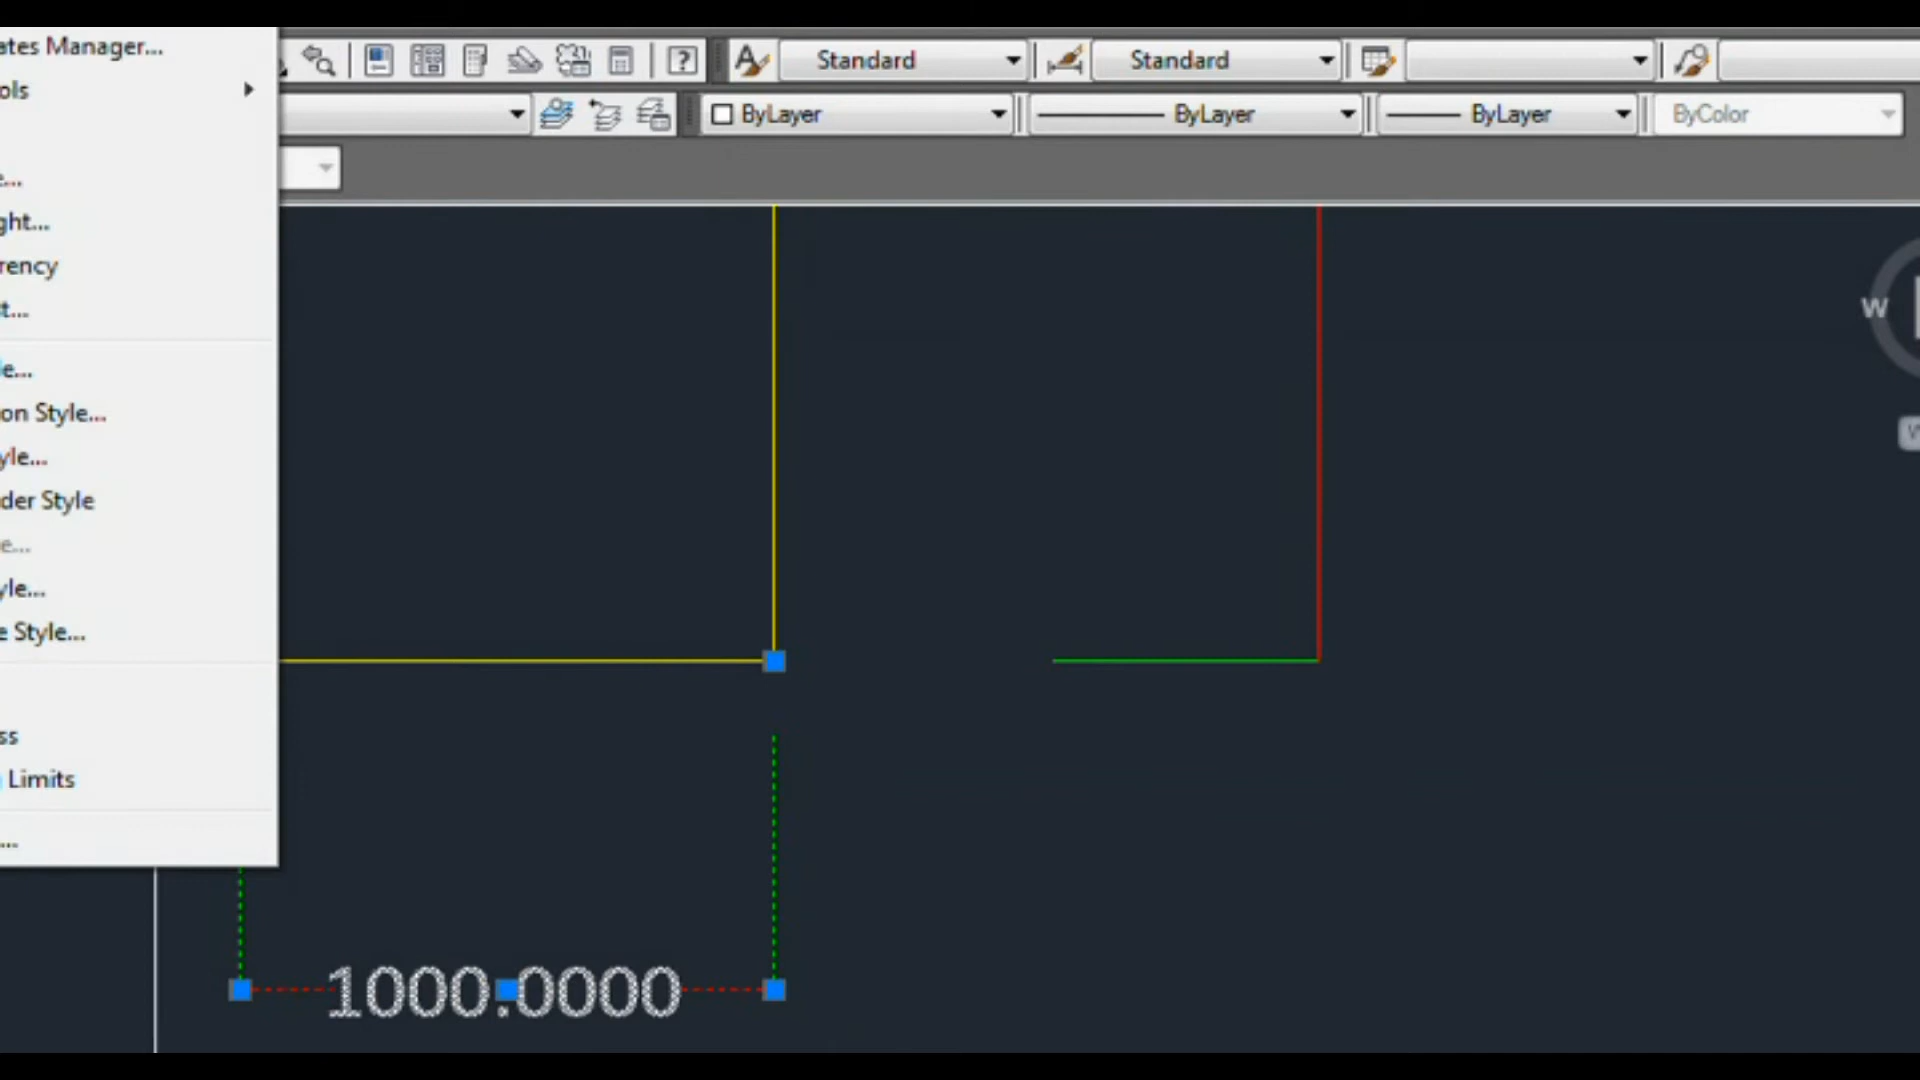 ates Manager...
Standard
Standard
ols
ByLayer
ByLayer
ByLayer
ByColor
e...
ght...
rency
t...
W
le...
on Style...
yle...
der Style
e...
yle...
e Style...
ss
Limits
...
1000.0000